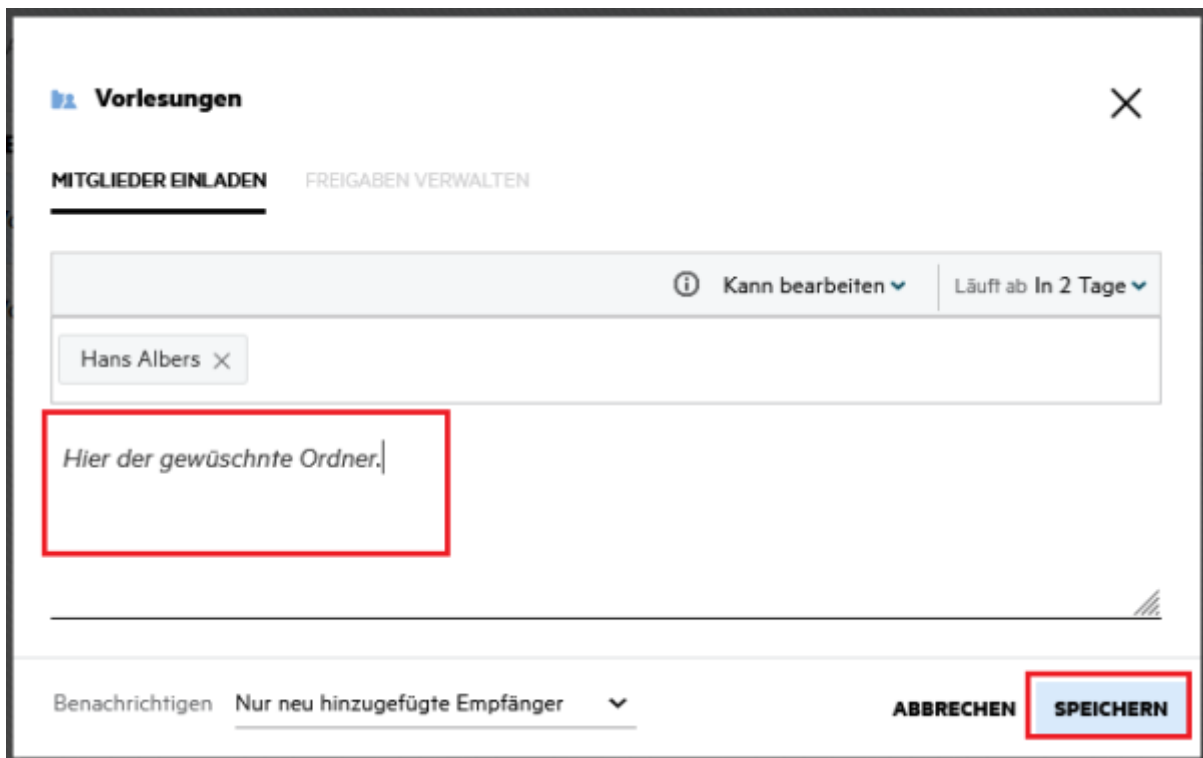 Vorlesungen
MITGLIEDER EINLADEN FREIGABEN VERWALTEN
Kann bearbeiten Läuft ab In 2 Tage
Hans Albers
Hier der gewüschnte Ordner.
Benachrichtigen Nur neu hinzugefügte Empfänger ABBRECHEN SPEICHERN